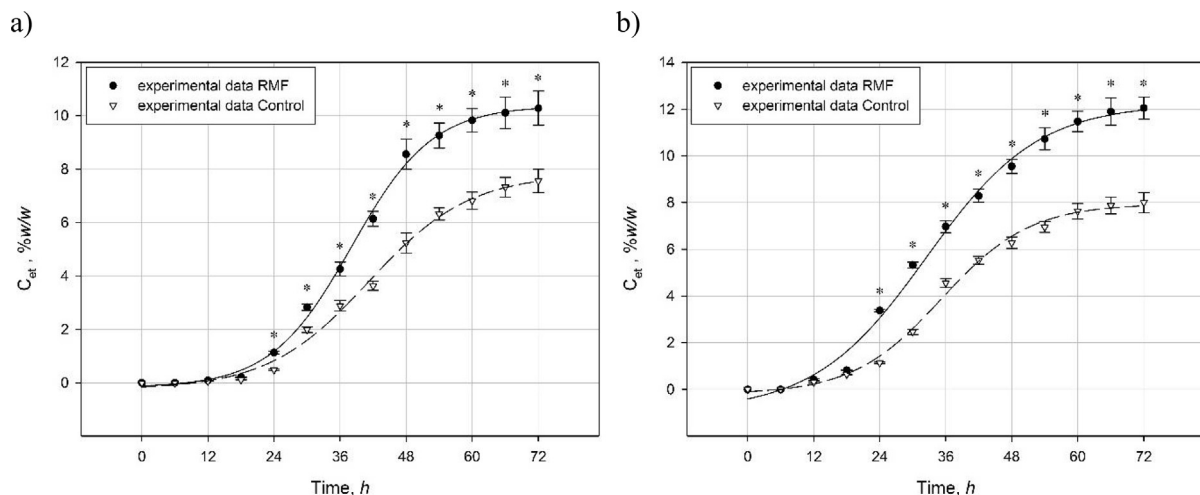 a)
12
10
8
6
4
2
0
C_et , %w/w
experimental data RMF
experimental data Control
* * * * * * * * *
0 12 24 36 48 60 72
Time, h
b)
14
12
10
8
6
4
2
0
C_et , %w/w
experimental data RMF
experimental data Control
* * * * * * * * *
0 12 24 36 48 60 72
Time, h